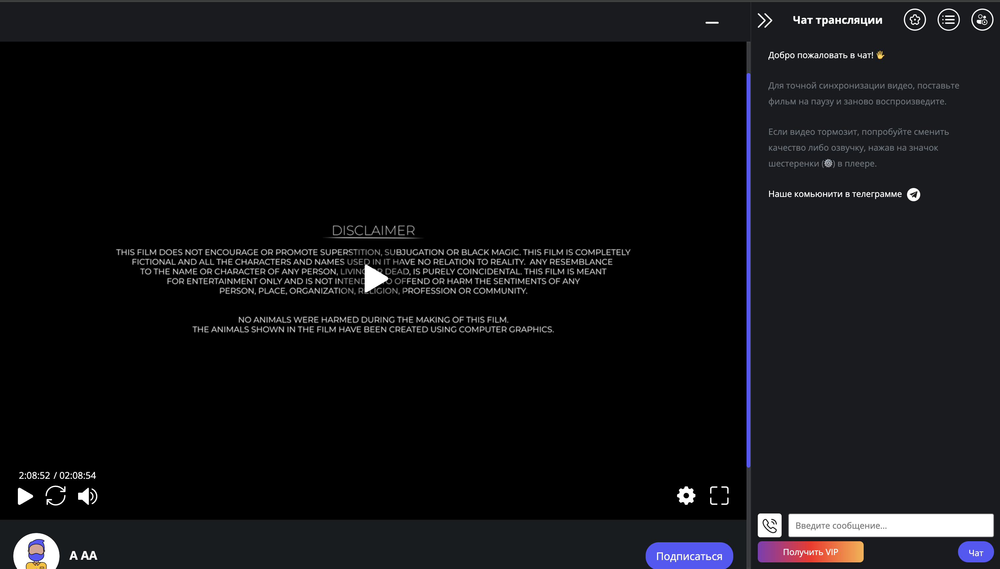 Чат трансляции
Добро пожаловать в чат! 🖐
Для точной синхронизации видео, поставьте
фильм на паузу и заново воспроизведите.
Если видео тормозит, попробуйте сменить
качество либо озвучку, нажав на значок
шестеренки (⚙) в плеере.
Наше комьюнити в телеграмме
DISCLAIMER
THIS FILM DOES NOT ENCOURAGE OR PROMOTE SUPERSTITION, SUBJUGATION OR BLACK MAGIC. THIS FILM IS COMPLETELY
FICTIONAL AND ALL THE CHARACTERS AND NAMES USED IN IT HAVE NO RELATION TO REALITY. ANY RESEMBLANCE
TO THE NAME OR CHARACTER OF ANY PERSON, LIVING OR DEAD, IS PURELY COINCIDENTAL. THIS FILM IS MEANT
FOR ENTERTAINMENT ONLY AND IS NOT INTENDED TO OFFEND OR HARM THE SENTIMENTS OF ANY
PERSON, PLACE, ORGANIZATION, RELIGION, PROFESSION OR COMMUNITY.
NO ANIMALS WERE HARMED DURING THE MAKING OF THIS FILM.
THE ANIMALS SHOWN IN THE FILM HAVE BEEN CREATED USING COMPUTER GRAPHICS.
2:08:52 / 02:08:54
A AA
Подписаться
Введите сообщение...
Получить VIP
Чат